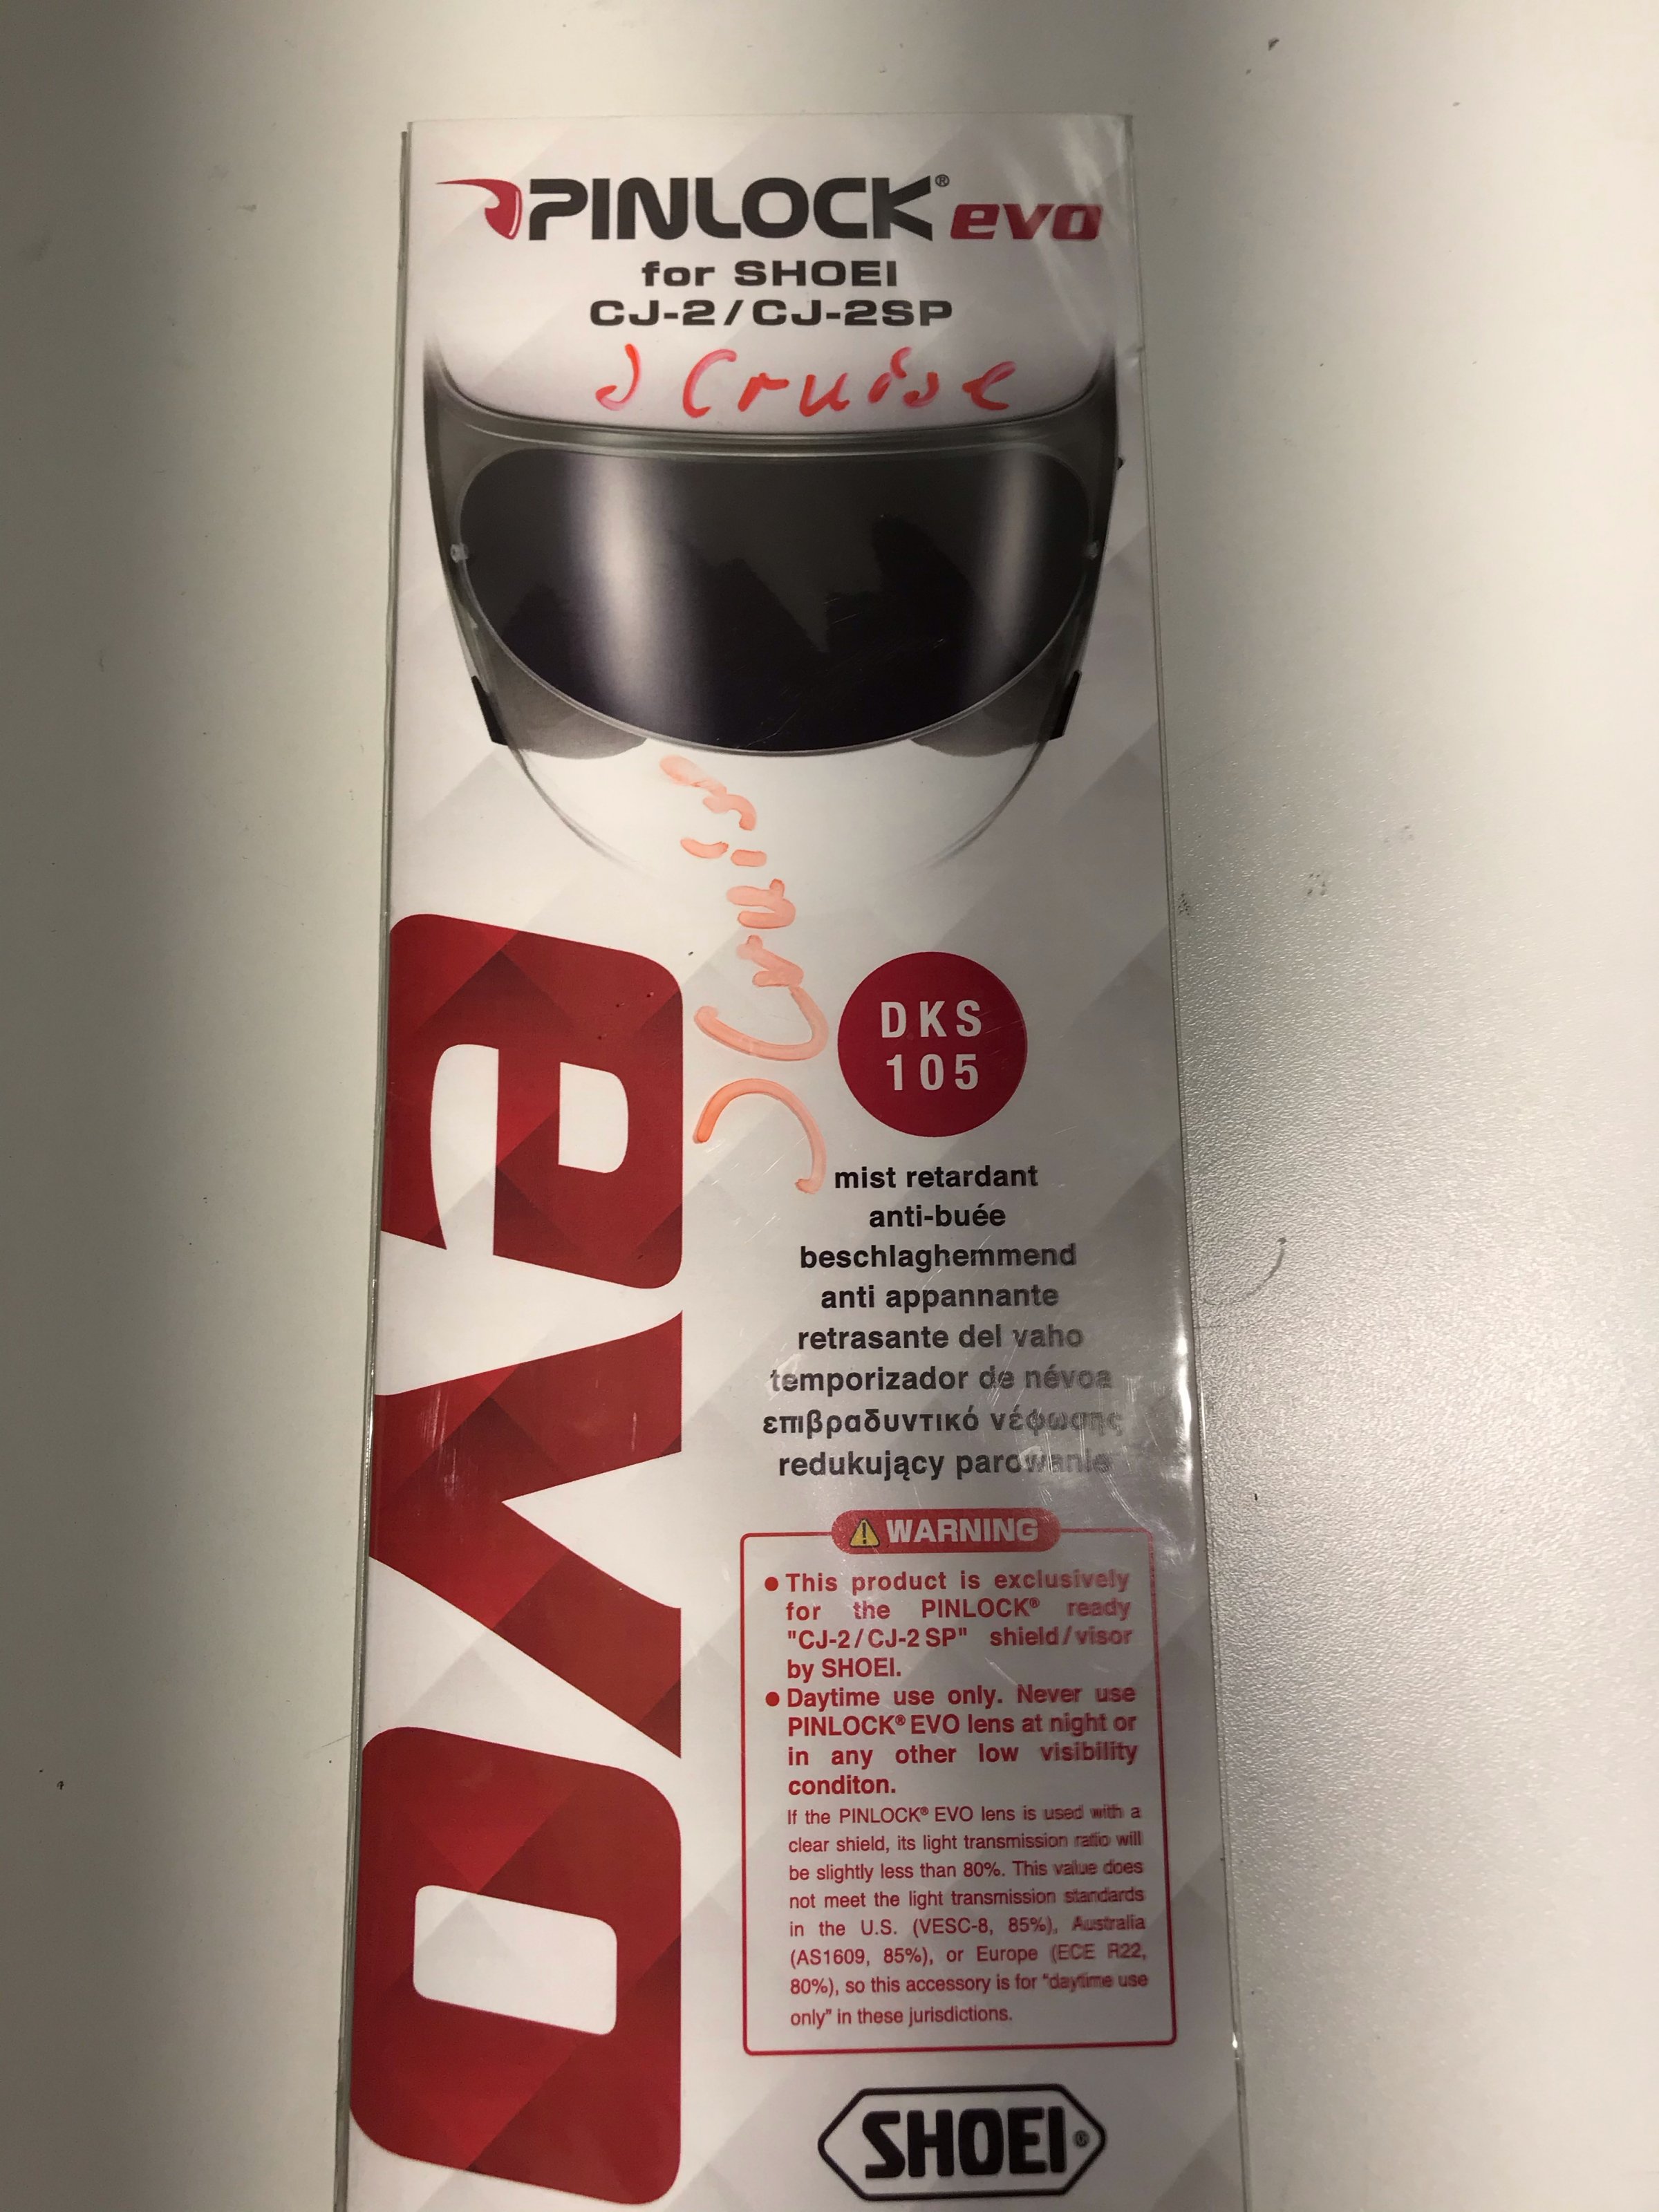 PINLOCK® evo
for SHOEI
CJ-2/CJ-2SP
J Cruise
J Cruise
evo
DKS
105
mist retardant
anti-buée
beschlaghemmend
anti appannante
retrasante del vaho
temporizador de névoa
επιβραδυντικό νέφωσης
redukujący parowanie
WARNING
● This product is exclusively
for the PINLOCK® ready
"CJ-2/CJ-2 SP" shield/visor
by SHOEI.
● Daytime use only. Never use
PINLOCK® EVO lens at night or
in any other low visibility
conditon.
If the PINLOCK® EVO lens is used with a
clear shield, its light transmission ratio will
be slightly less than 80%. This value does
not meet the light transmission standards
in the U.S. (VESC-8, 85%), Australia
(AS1609, 85%), or Europe (ECE R22,
80%), so this accessory is for "daytime use
only" in these jurisdictions.
SHOEI®